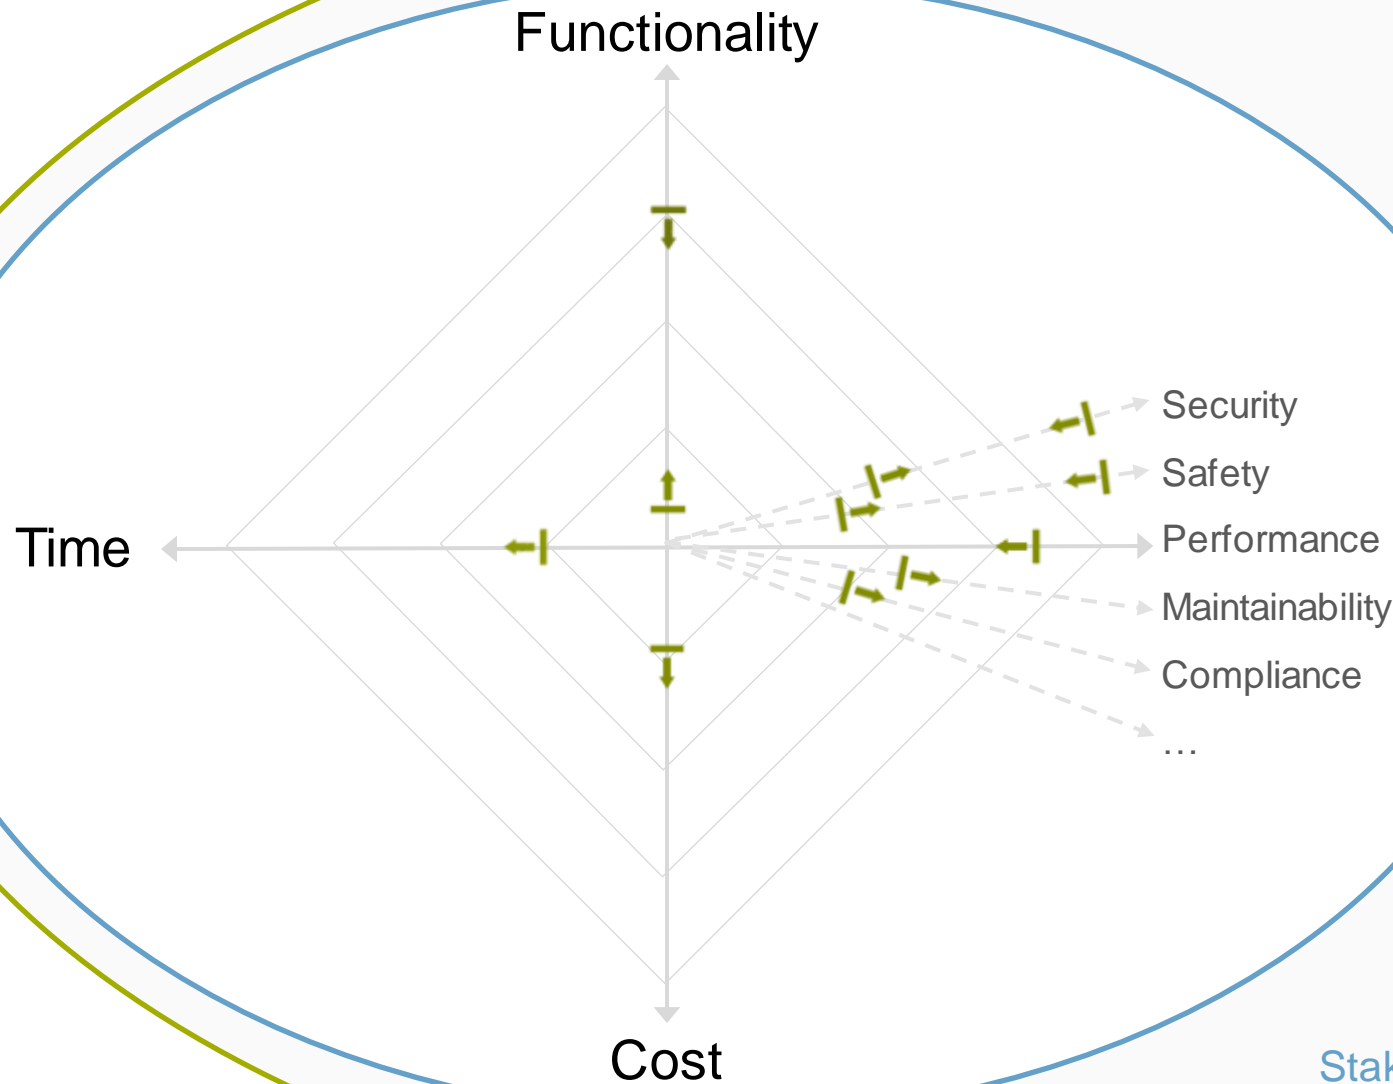 Functionality
Security
Safety
Time
Performance
Maintainability
Compliance
…
Cost